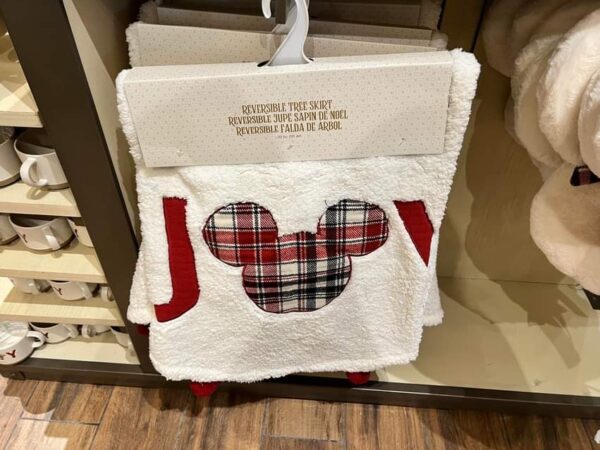 REVERSIBLE TREE SKIRT
REVERSIBLE JUPE SAPIN DE NOËL
REVERSIBLE FALDA DE ARBOL
J Y
Y